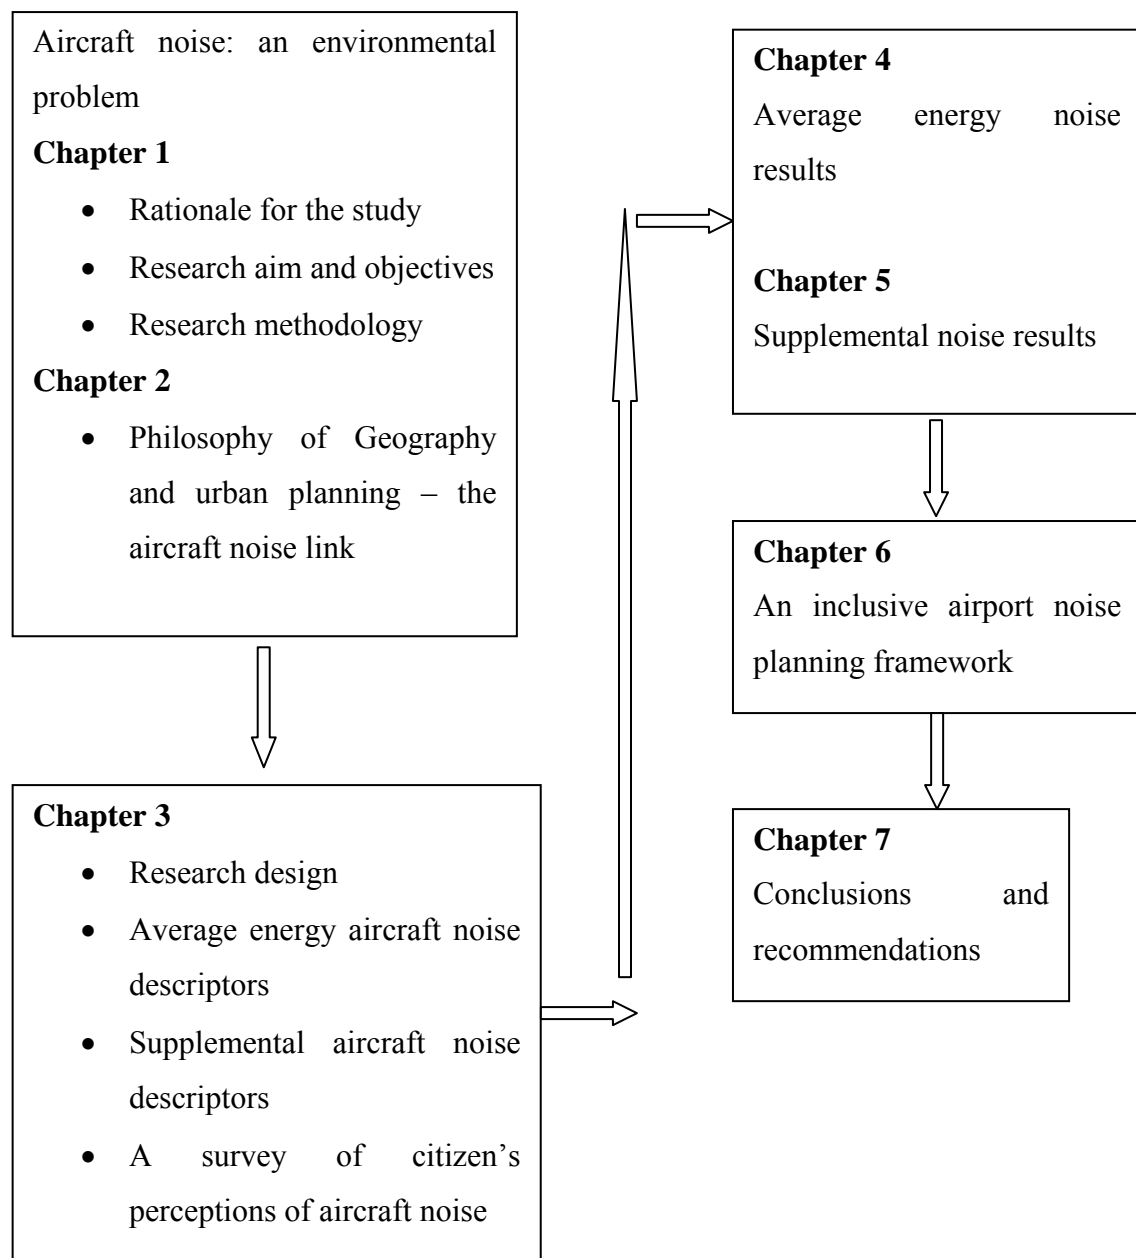 Aircraft noise: an environmental
problem
Chapter 1
• Rationale for the study
• Research aim and objectives
• Research methodology
Chapter 2
• Philosophy of Geography
and urban planning – the
aircraft noise link
Chapter 3
• Research design
• Average energy aircraft noise
descriptors
• Supplemental aircraft noise
descriptors
• A survey of citizen’s
perceptions of aircraft noise
Chapter 4
Average energy noise
results
Chapter 5
Supplemental noise results
Chapter 6
An inclusive airport noise
planning framework
Chapter 7
Conclusions and
recommendations